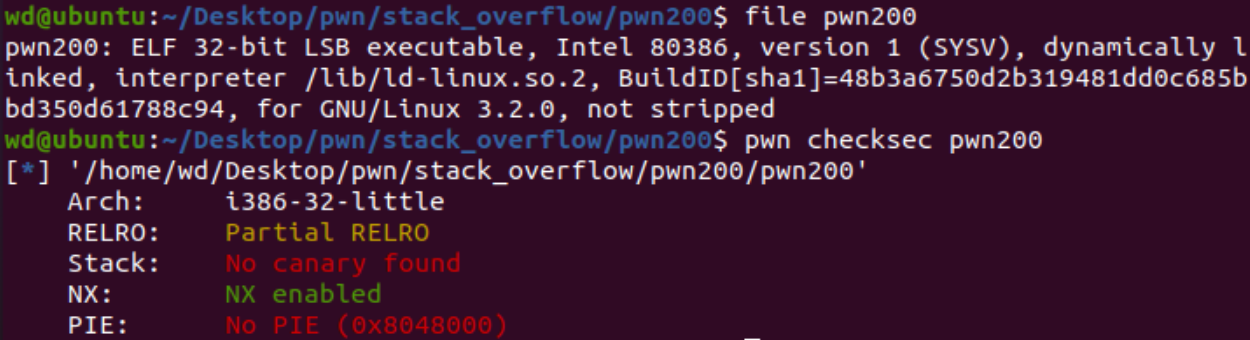 wd@ubuntu:~/Desktop/pwn/stack_overflow/pwn200$ file pwn200
pwn200: ELF 32-bit LSB executable, Intel 80386, version 1 (SYSV), dynamically l
inked, interpreter /lib/ld-linux.so.2, BuildID[sha1]=48b3a6750d2b319481dd0c685b
bd350d61788c94, for GNU/Linux 3.2.0, not stripped
wd@ubuntu:~/Desktop/pwn/stack_overflow/pwn200$ pwn checksec pwn200
[*] '/home/wd/Desktop/pwn/stack_overflow/pwn200/pwn200'
    Arch:     i386-32-little
    RELRO:    Partial RELRO
    Stack:    No canary found
    NX:       NX enabled
    PIE:      No PIE (0x8048000)